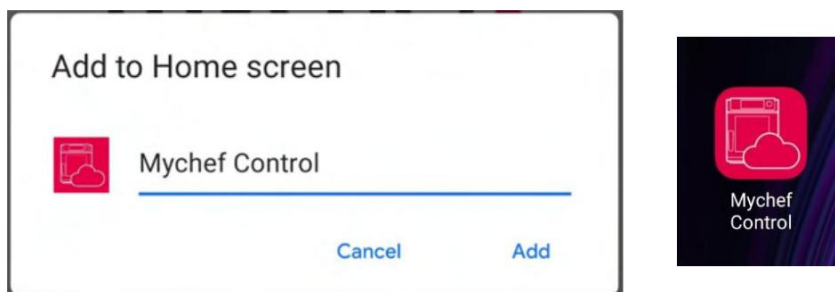 Add to Home screen
Mychef Control
Cancel Add
Mychef
Control